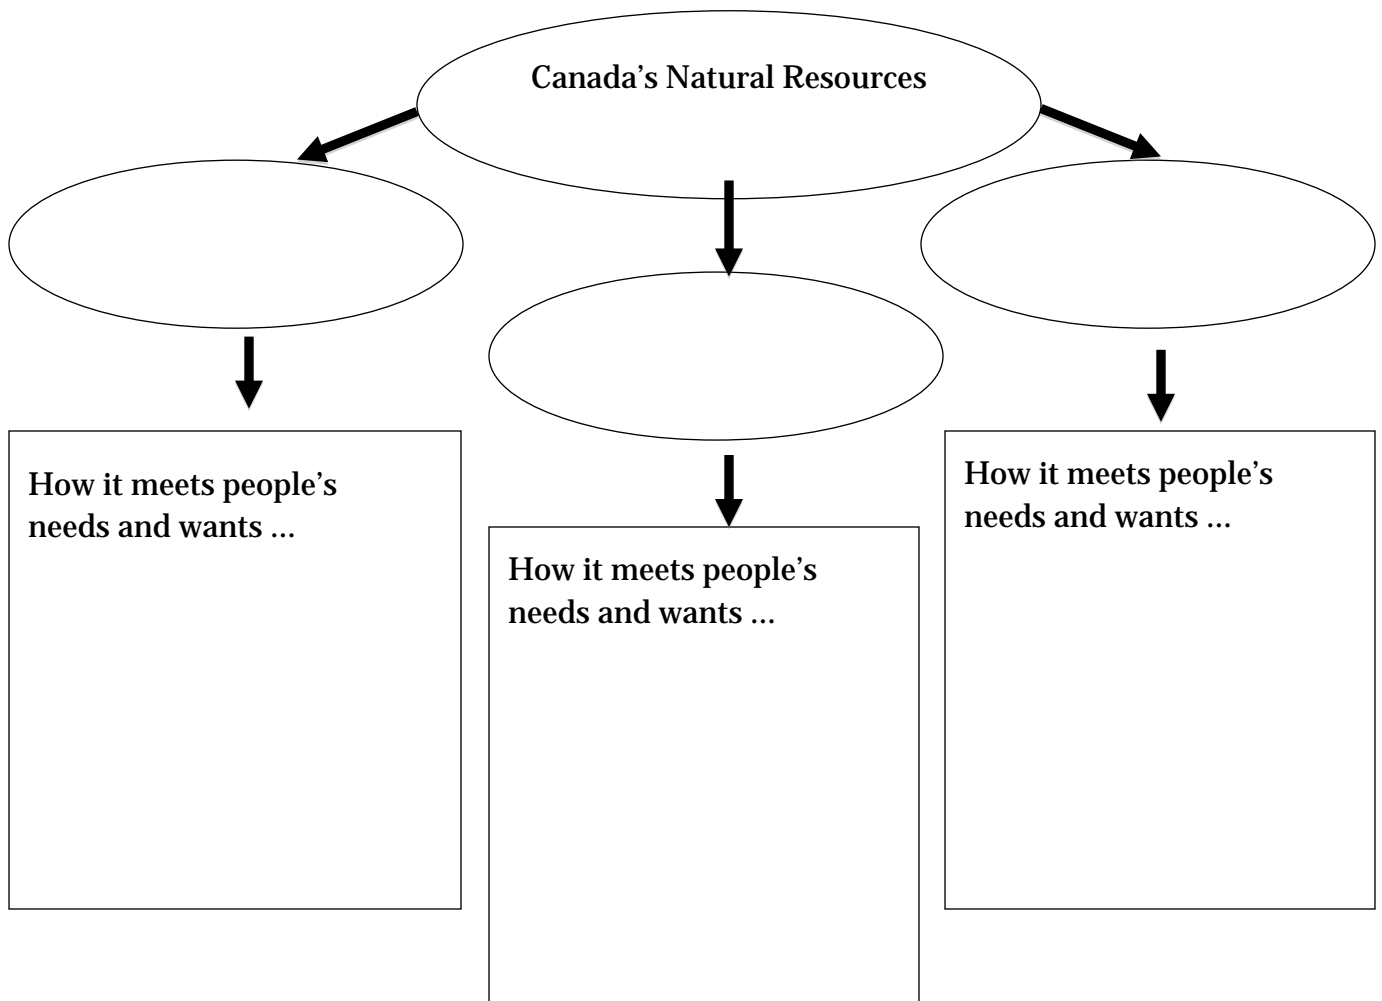 Canada’s Natural Resources
How it meets people’s
needs and wants ...
How it meets people’s
needs and wants ...
How it meets people’s
needs and wants ...